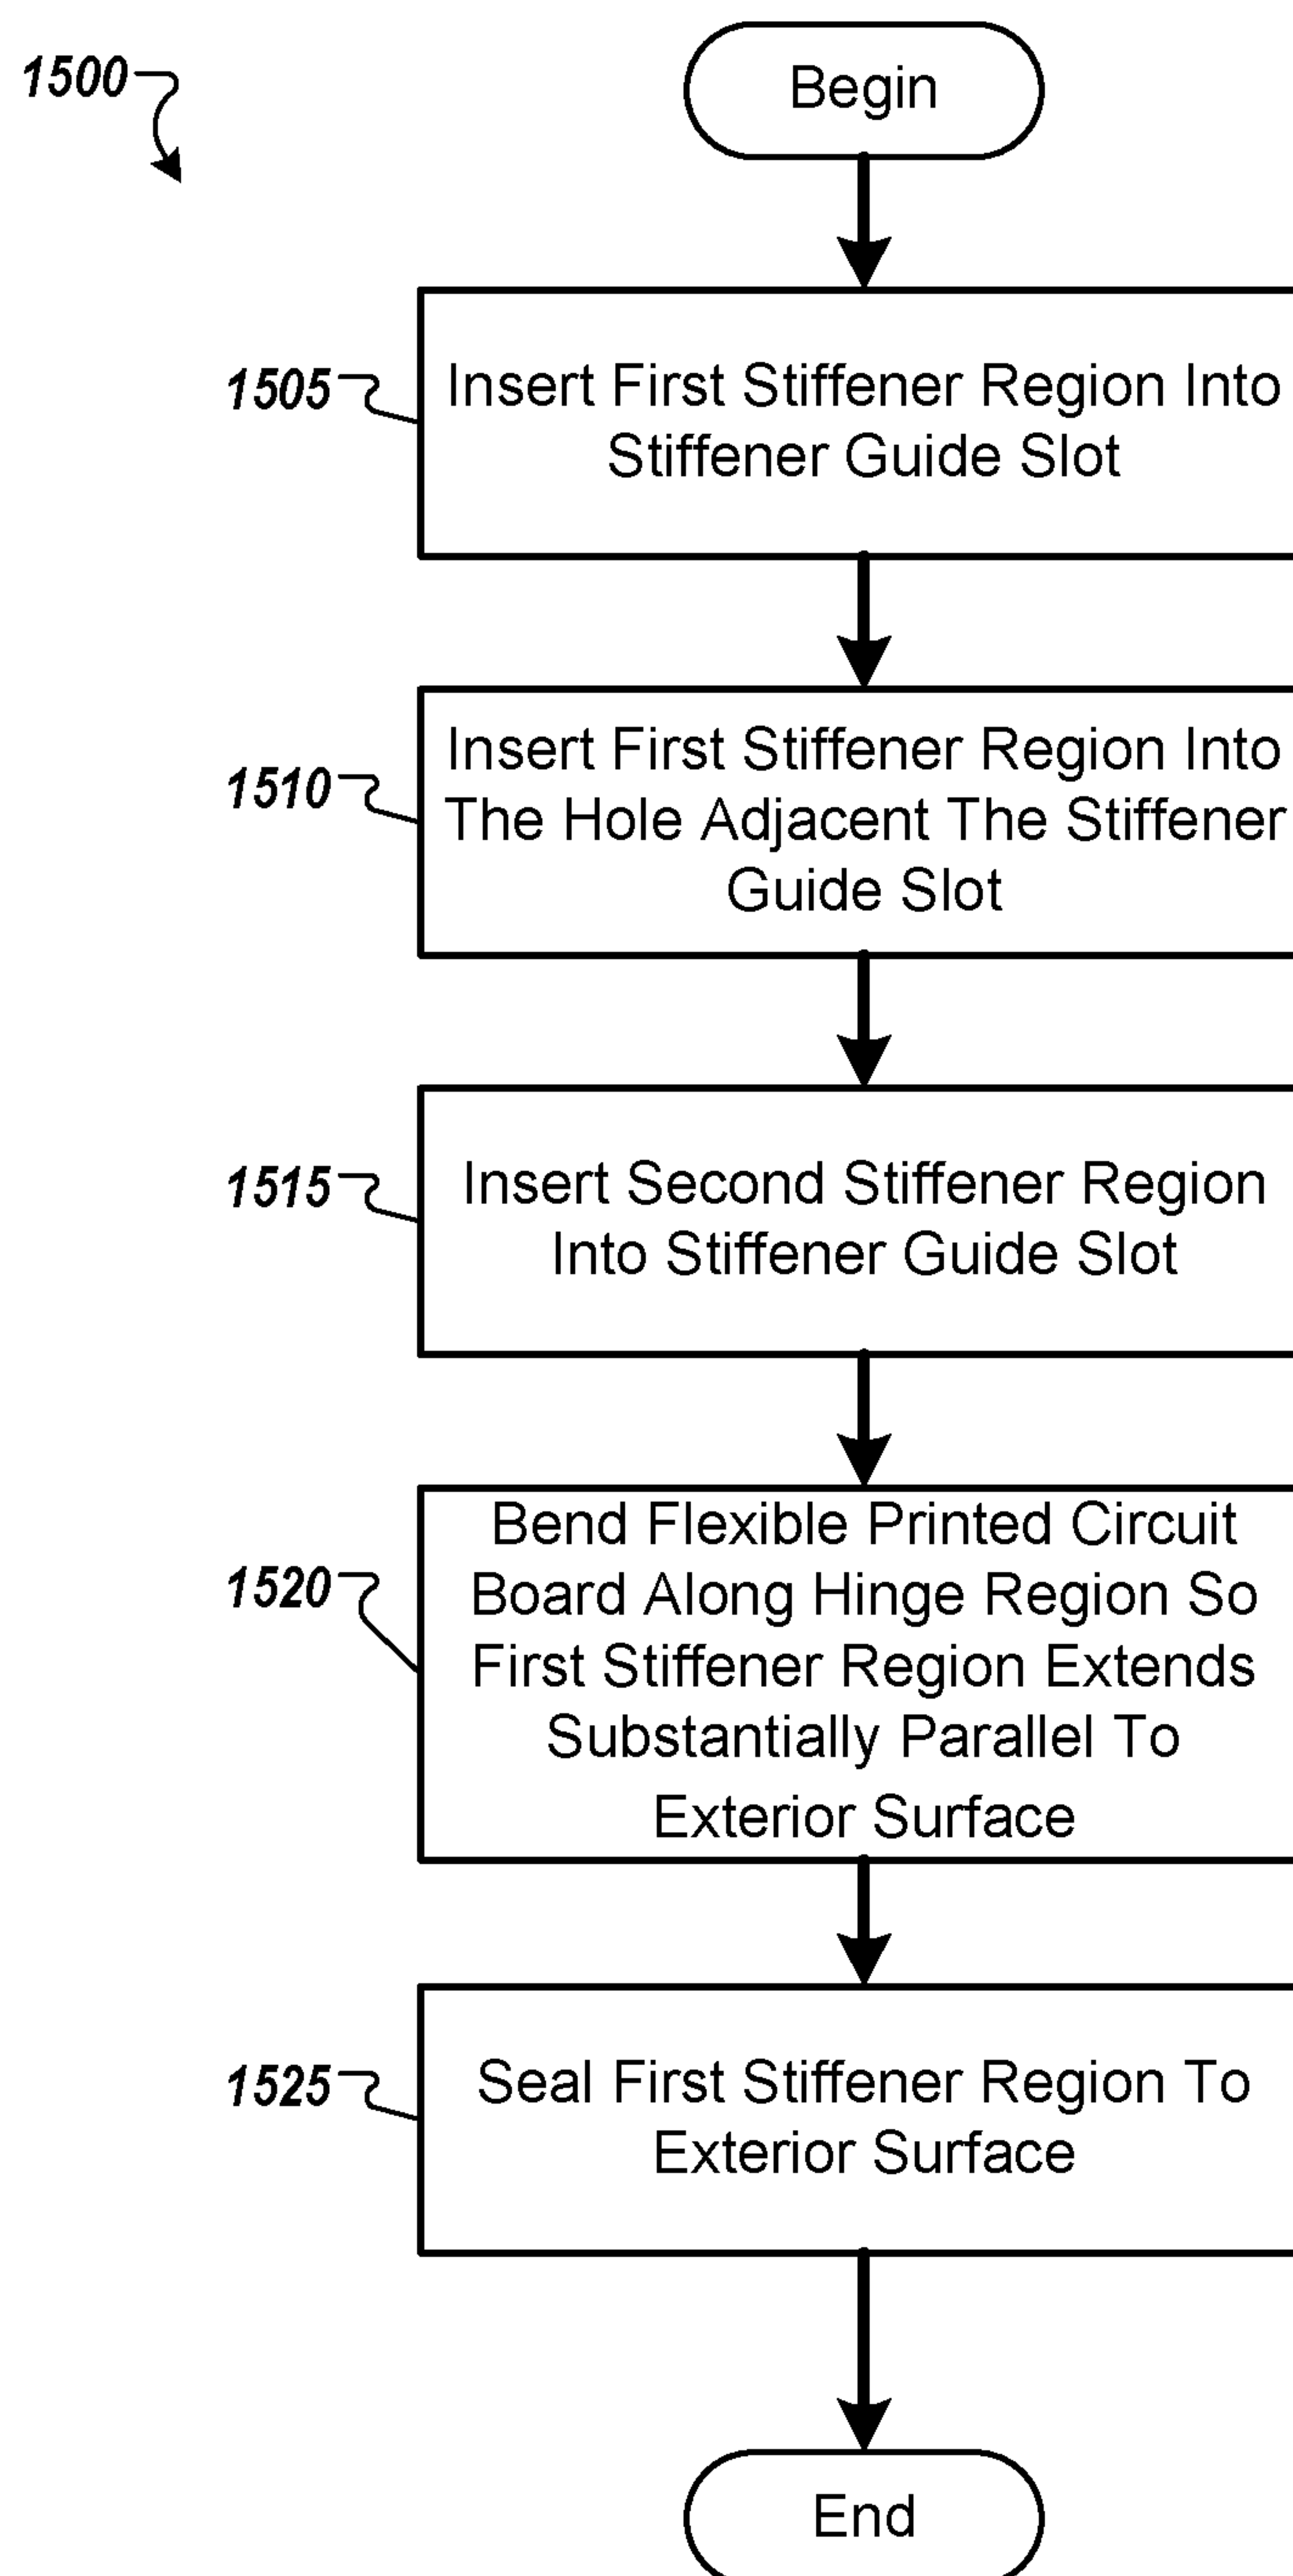 1500
Begin
1505
Insert First Stiffener Region Into
Stiffener Guide Slot
1510
Insert First Stiffener Region Into
The Hole Adjacent The Stiffener
Guide Slot
1515
Insert Second Stiffener Region
Into Stiffener Guide Slot
1520
Bend Flexible Printed Circuit
Board Along Hinge Region So
First Stiffener Region Extends
Substantially Parallel To
Exterior Surface
1525
Seal First Stiffener Region To
Exterior Surface
End